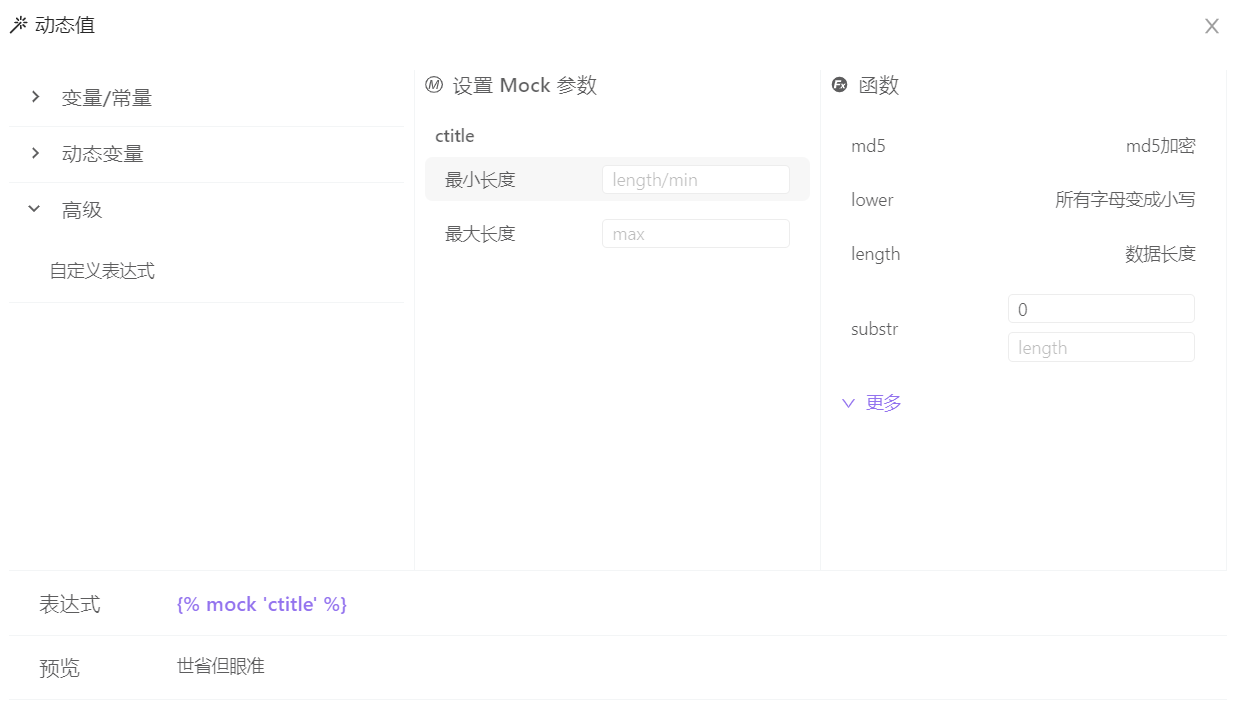 动态值
变量/常量
动态变量
高级
自定义表达式
设置 Mock 参数
ctitle
最小长度 length/min
最大长度 max
函数
md5 md5加密
lower 所有字母变成小写
length 数据长度
substr 0
length
更多
表达式 {% mock 'ctitle' %}
预览 世省但眼准